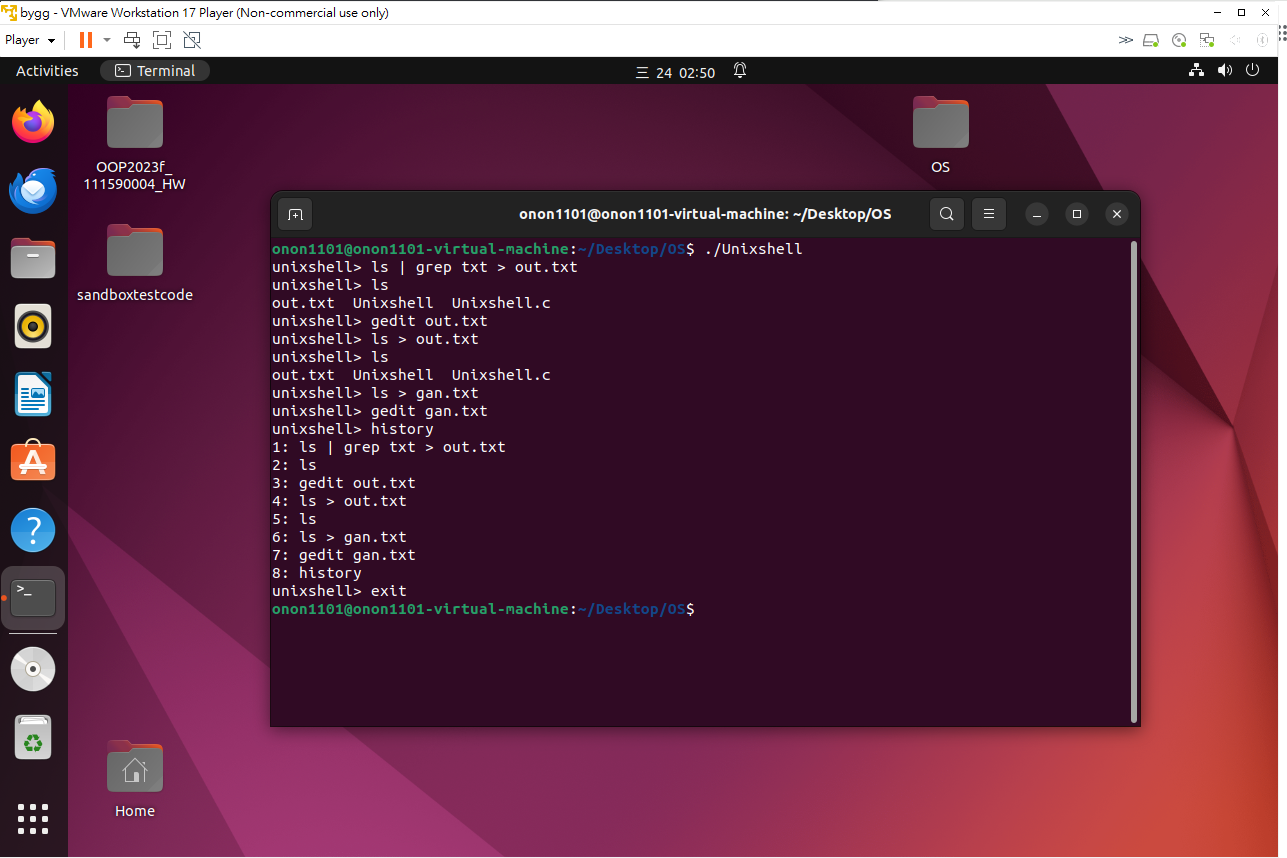 bygg - VMware Workstation 17 Player (Non-commercial use only)
Player
Activities
Terminal
三 24 02:50
OOP2023f_
111590004_HW
OS
sandboxtestcode
Home
onon1101@onon1101-virtual-machine: ~/Desktop/OS
onon1101@onon1101-virtual-machine:~/Desktop/OS$ ./Unixshell
unixshell> ls | grep txt > out.txt
unixshell> ls
out.txt  Unixshell  Unixshell.c
unixshell> gedit out.txt
unixshell> ls > out.txt
unixshell> ls
out.txt  Unixshell  Unixshell.c
unixshell> ls > gan.txt
unixshell> gedit gan.txt
unixshell> history
1: ls | grep txt > out.txt
2: ls
3: gedit out.txt
4: ls > out.txt
5: ls
6: ls > gan.txt
7: gedit gan.txt
8: history
unixshell> exit
onon1101@onon1101-virtual-machine:~/Desktop/OS$